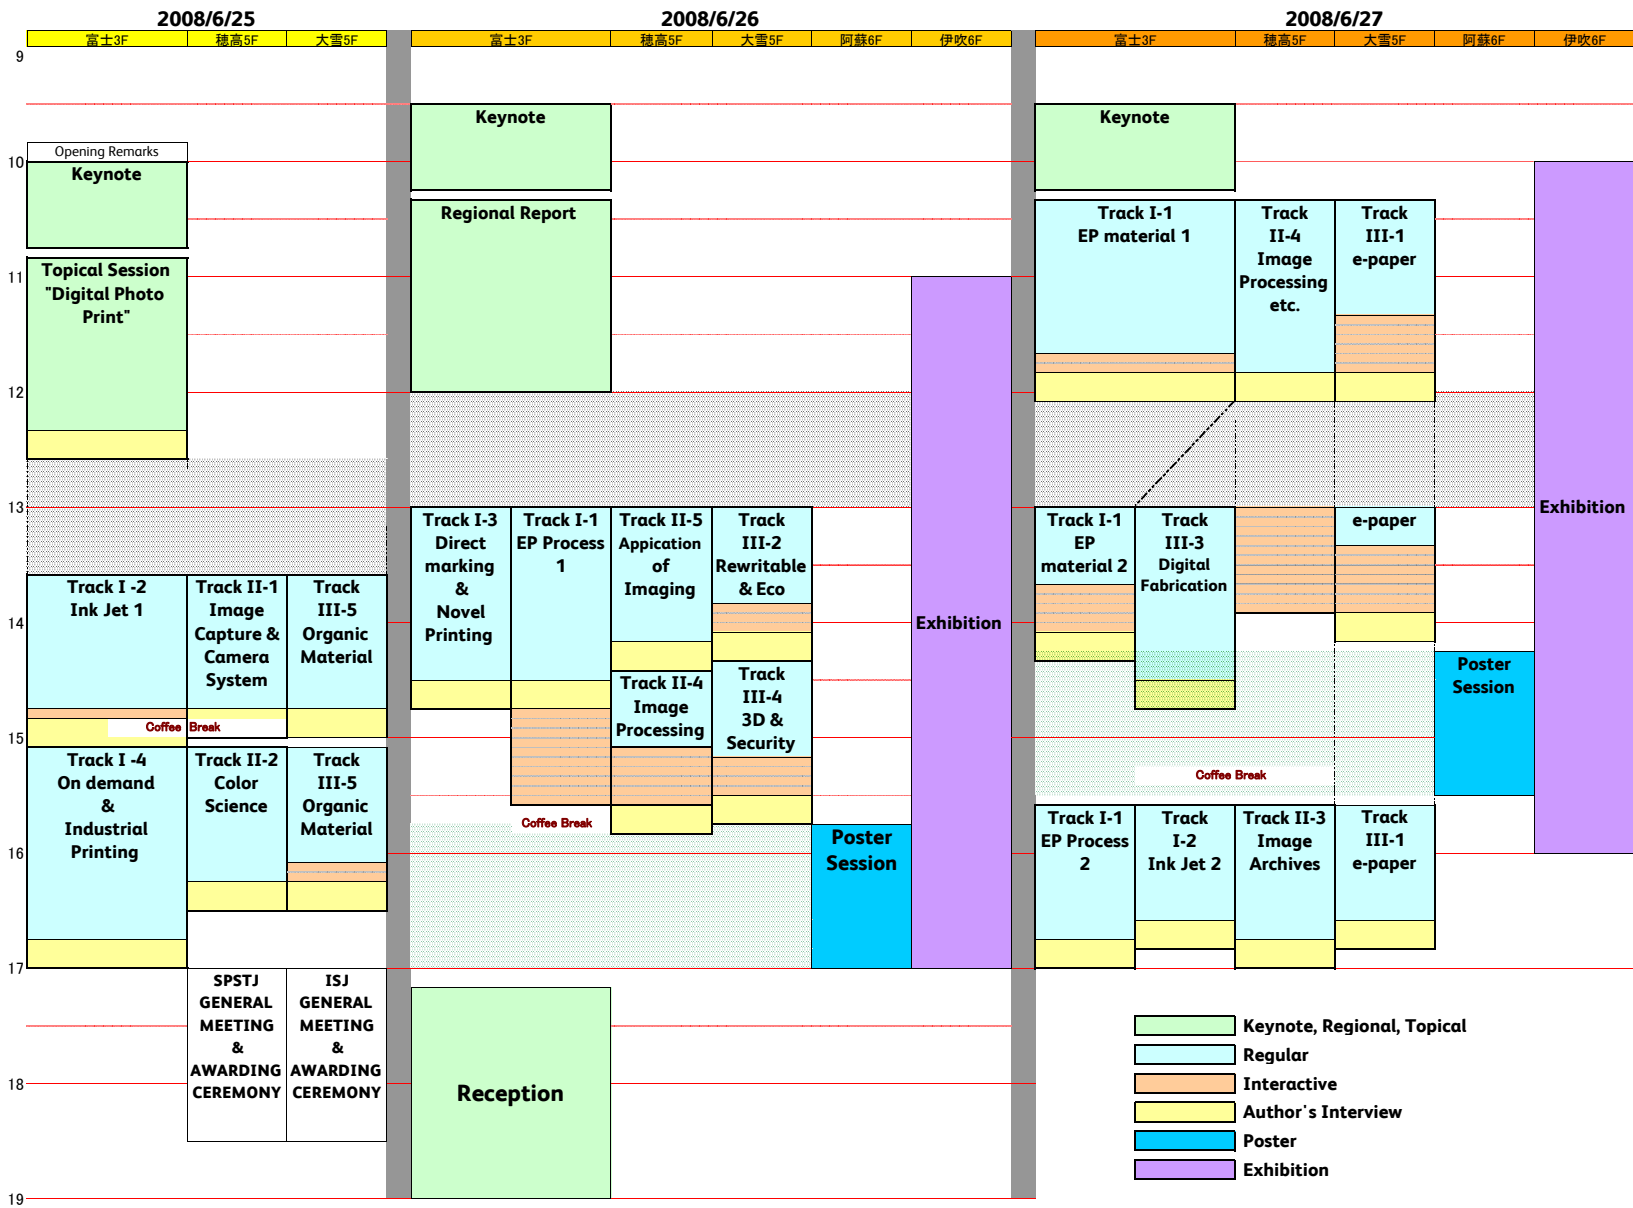 2008/6/25
2008/6/26
2008/6/27
富士3F
穂高5F
大雪5F
富士3F
穂高5F
大雪5F
阿蘇6F
伊吹6F
富士3F
穂高5F
大雪5F
阿蘇6F
伊吹6F
9
10
11
12
13
14
15
16
17
18
19
Opening Remarks
Keynote
Topical Session
"Digital Photo
Print"
Track I -2
Ink Jet 1
Track II-1
Image
Capture &
Camera
System
Track
III-5
Organic
Material
Coffee Break
Track I -4
On demand
&
Industrial
Printing
Track II-2
Color
Science
Track
III-5
Organic
Material
SPSTJ
GENERAL
MEETING
&
AWARDING
CEREMONY
ISJ
GENERAL
MEETING
&
AWARDING
CEREMONY
Keynote
Regional Report
Track I-3
Direct
marking
&
Novel
Printing
Track I-1
EP Process
1
Track II-5
Appication
of
Imaging
Track
III-2
Rewritable
& Eco
Track II-4
Image
Processing
Track
III-4
3D &
Security
Coffee Break
Poster
Session
Exhibition
Reception
Keynote
Track I-1
EP material 1
Track
II-4
Image
Processing
etc.
Track
III-1
e-paper
Track I-1
EP
material 2
Track
III-3
Digital
Fabrication
e-paper
Poster
Session
Exhibition
Coffee Break
Track I-1
EP Process
2
Track
I-2
Ink Jet 2
Track II-3
Image
Archives
Track
III-1
e-paper
Keynote, Regional, Topical
Regular
Interactive
Author's Interview
Poster
Exhibition